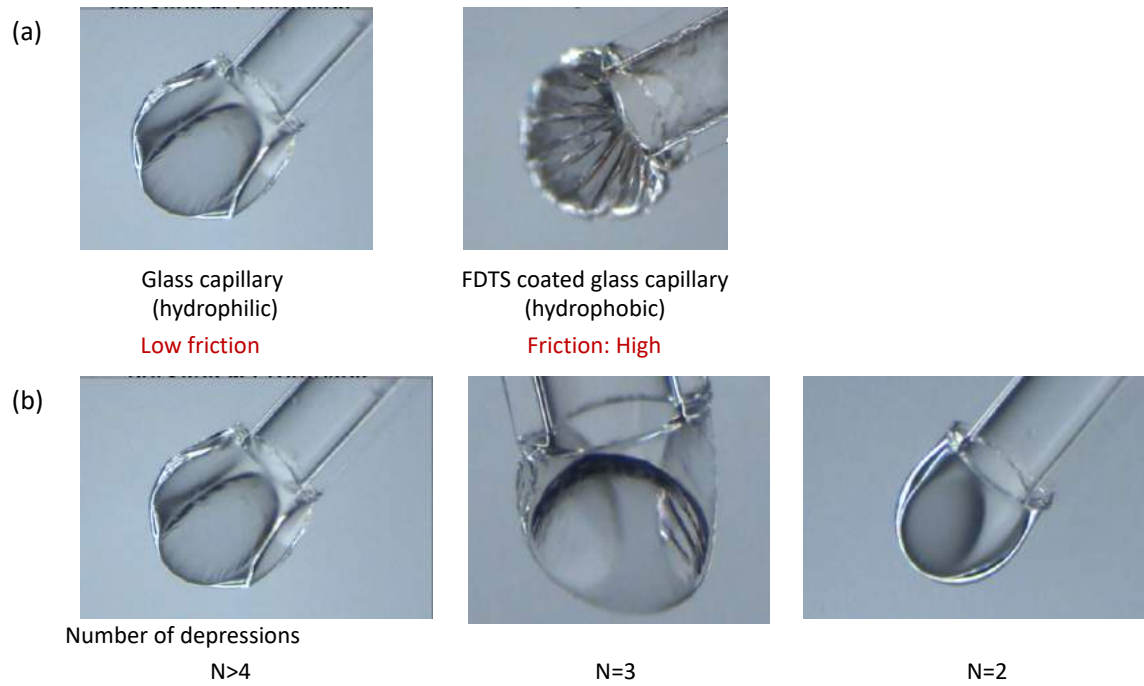 (a)
Glass capillary
(hydrophilic)
Low friction
FDTS coated glass capillary
(hydrophobic)
Friction: High
(b)
Number of depressions
N>4
N=3
N=2